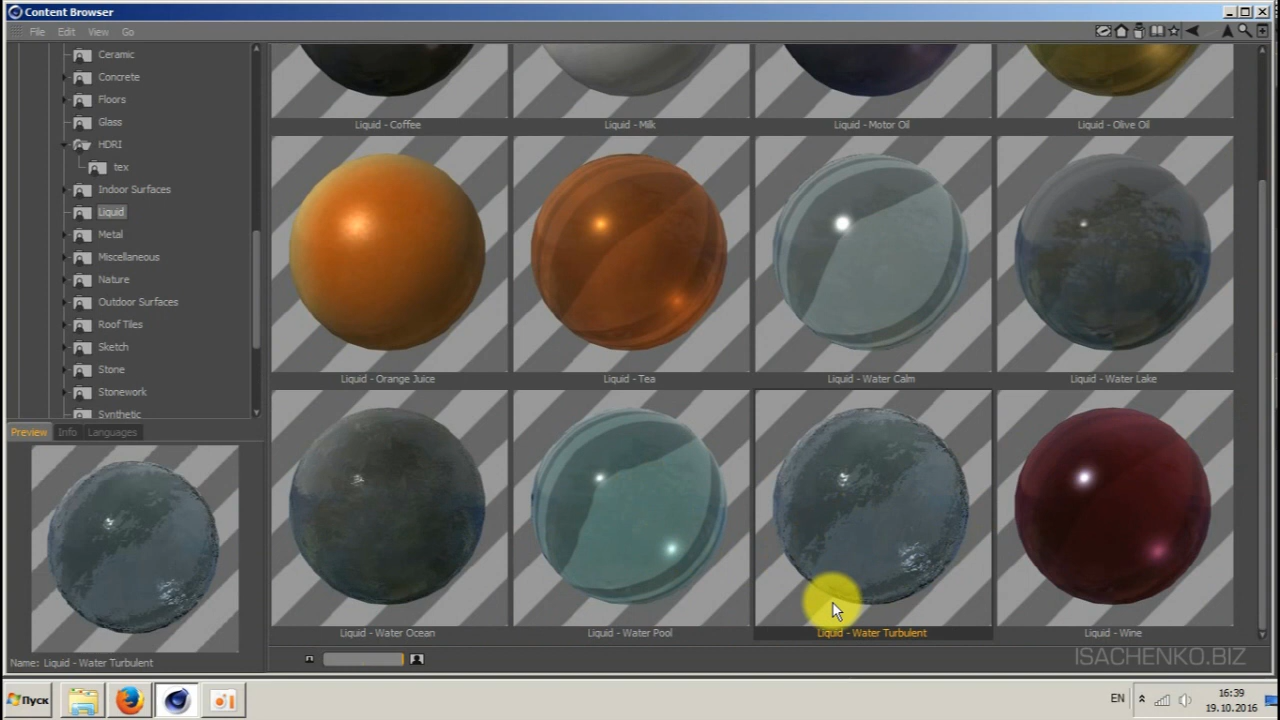 Content Browser
File Edit View Go
Ceramic
Concrete
Floors
Glass
HDRI
tex
Indoor Surfaces
Liquid
Metal
Miscellaneous
Nature
Outdoor Surfaces
Roof Tiles
Sketch
Stone
Stonework
Synthetic
Preview Info Languages
Name: Liquid - Water Turbulent
Liquid - Coffee Liquid - Milk Liquid - Motor Oil Liquid - Olive Oil
Liquid - Orange Juice Liquid - Tea Liquid - Water Calm Liquid - Water Lake
Liquid - Water Ocean Liquid - Water Pool Liquid - Water Turbulent Liquid - Wine
ISACHENKO.BIZ
Пуск
EN
16:39
19.10.2016